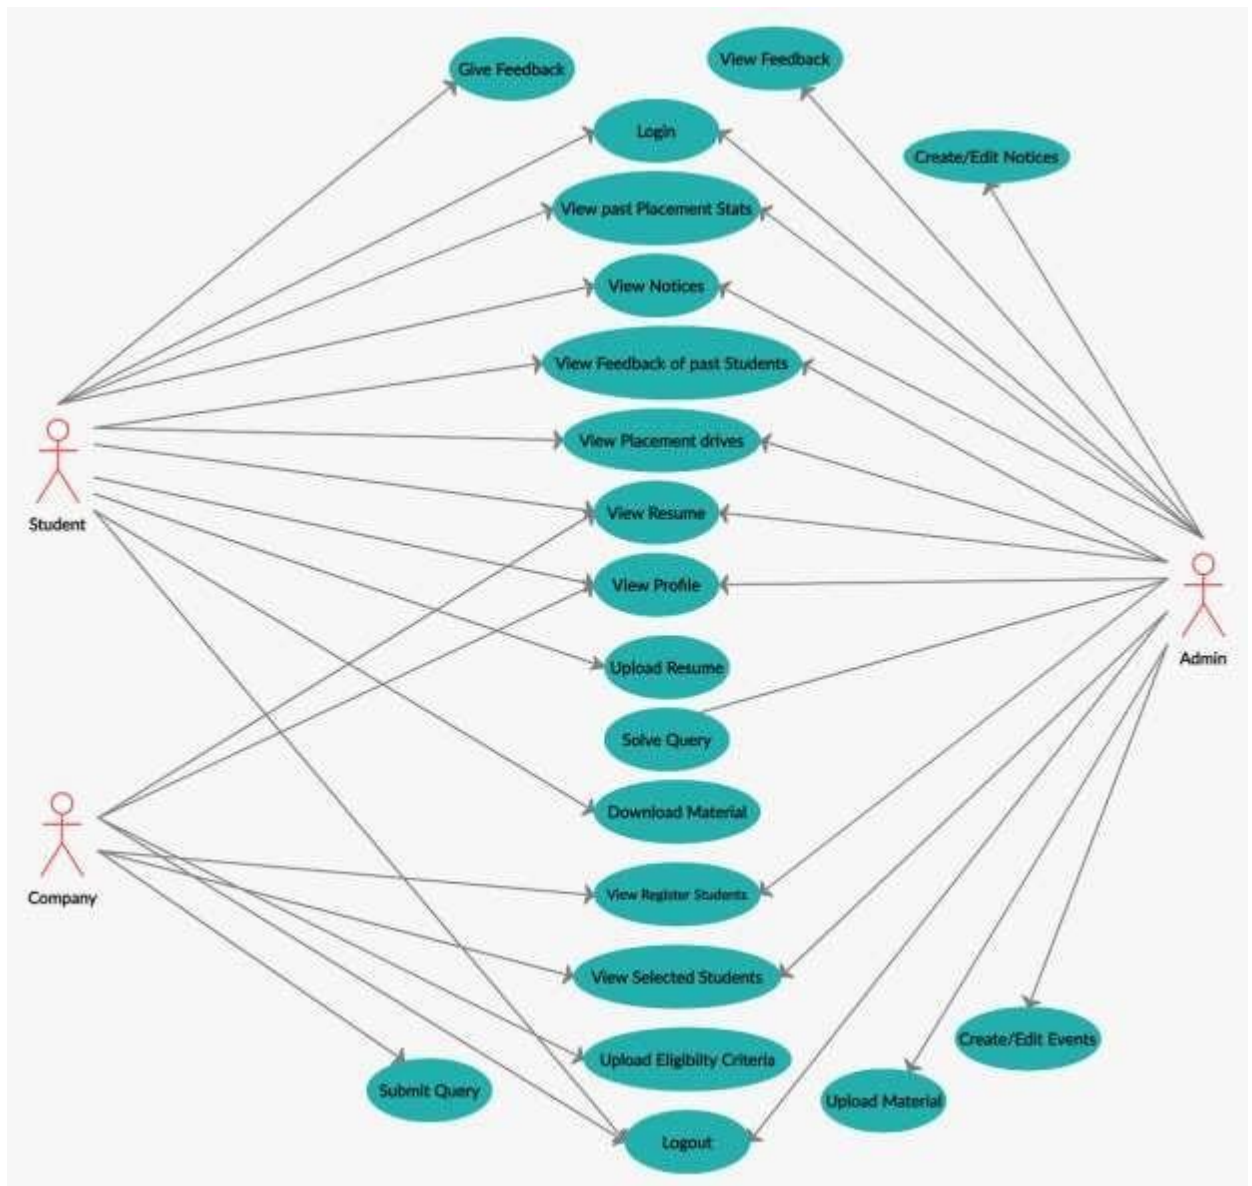 View Feedback
Give Feedback
Login
Create/Edit Notices
View past Placement Stats
View Notices
View Feedback of past Students
View Placement drives
View Resume
Student
View Profile
Admin
Upload Resume
Solve Query
Download Material
View Register Students
Company
View Selected Students
Create/Edit Events
Upload Eligibilty Criteria
Submit Query
Upload Material
Logout